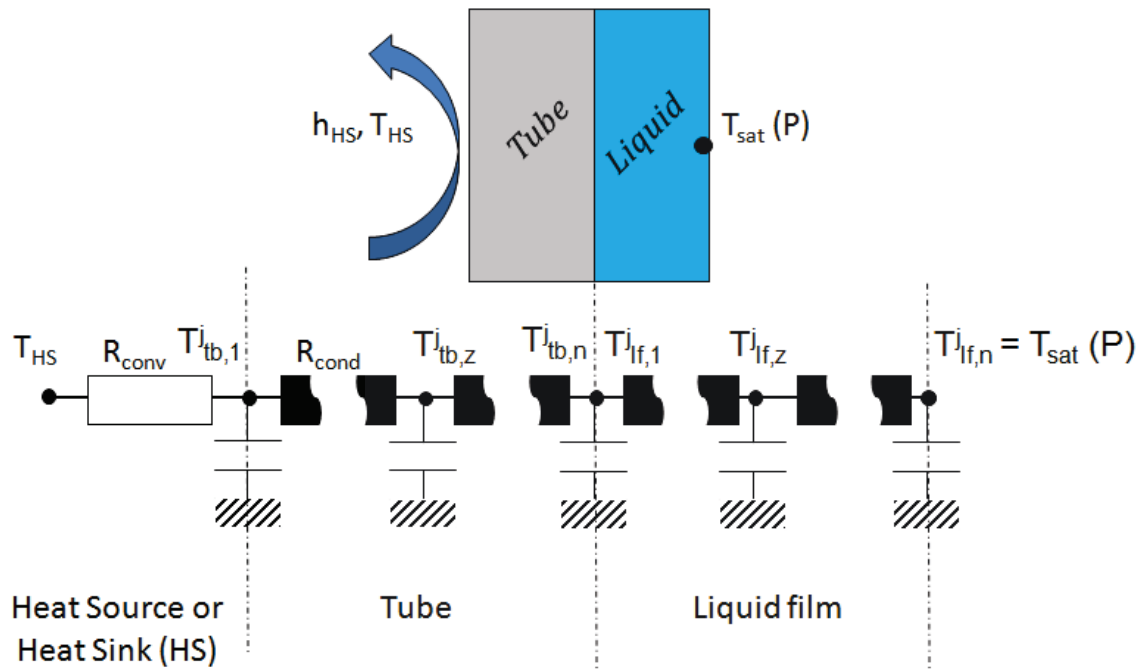 h_HS, T_HS
Tube
Liquid
T_sat (P)
T_HS
R_conv
T^j_tb,1
R_cond
T^j_tb,z
T^j_tb,n
T^j_lf,1
T^j_lf,z
T^j_lf,n = T_sat (P)
Heat Source or
Heat Sink (HS)
Tube
Liquid film